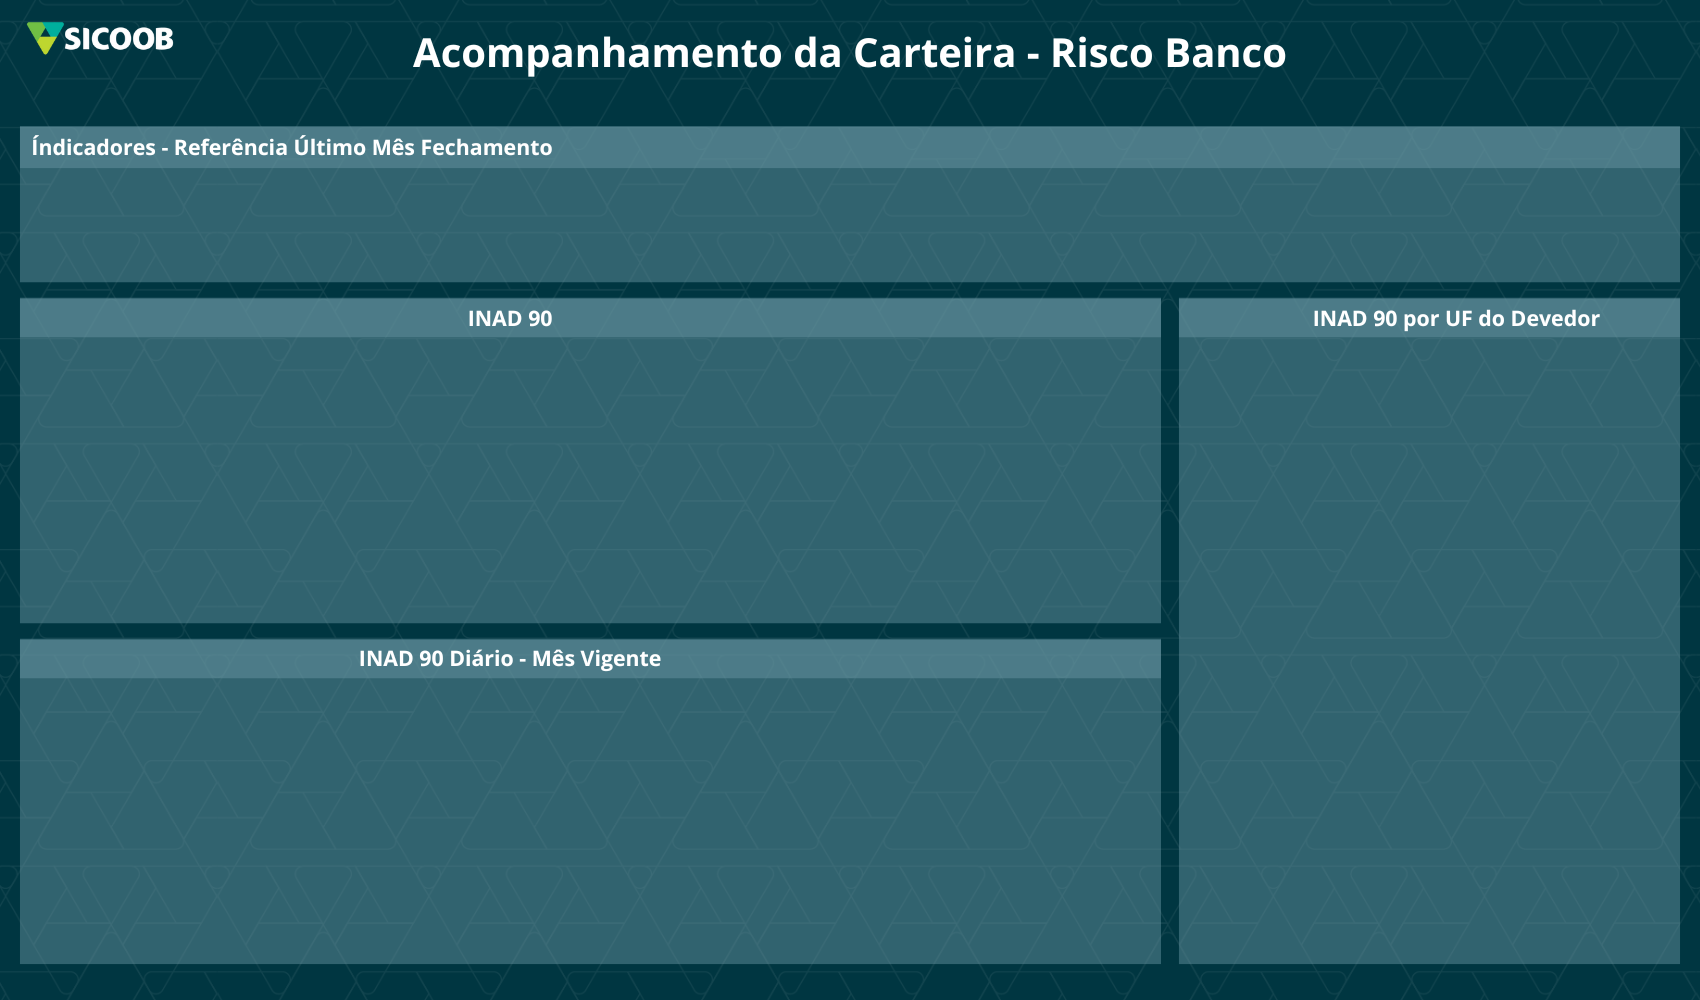 SICOOB
Acompanhamento da Carteira - Risco Banco
Índicadores - Referência Último Mês Fechamento
INAD 90
INAD 90 por UF do Devedor
INAD 90 Diário - Mês Vigente